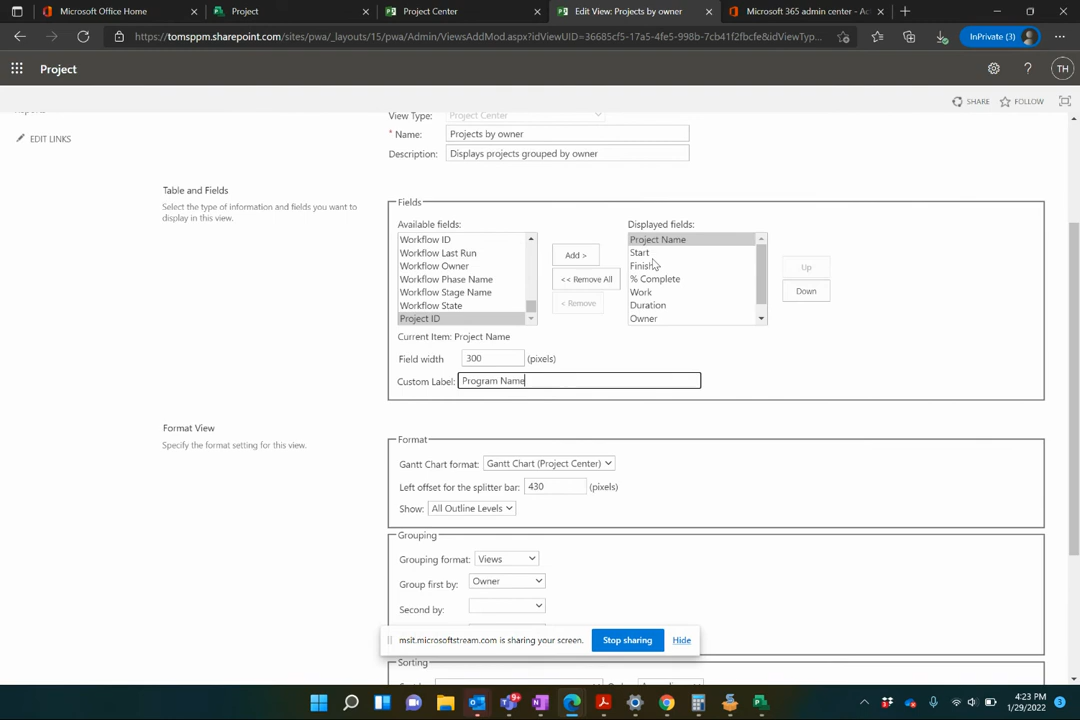 Microsoft Office Home
Project
Project Center
Edit View: Projects by owner
Microsoft 365 admin center - Ac
https://tomsppm.sharepoint.com/sites/pwa/_layouts/15/pwa/Admin/ViewsAddMod.aspx?idViewUID=36685cf5-17a5-4fe5-998b-7cb41f2fbcfe&idViewTyp...
InPrivate (3)
Project
TH
SHARE
FOLLOW
EDIT LINKS
View Type: Project Center
* Name: Projects by owner
Description: Displays projects grouped by owner
Table and Fields
Select the type of information and fields you want to
display in this view.
Fields
Available fields:
Workflow ID
Workflow Last Run
Workflow Owner
Workflow Phase Name
Workflow Stage Name
Workflow State
Project ID
Add >
<< Remove All
< Remove
Displayed fields:
Project Name
Start
Finish
% Complete
Work
Duration
Owner
Up
Down
Current Item: Project Name
Field width 300 (pixels)
Custom Label: Program Name
Format View
Specify the format setting for this view.
Format
Gantt Chart format: Gantt Chart (Project Center)
Left offset for the splitter bar: 430 (pixels)
Show: All Outline Levels
Grouping
Grouping format: Views
Group first by: Owner
Second by:
msit.microsoftstream.com is sharing your screen.
Stop sharing
Hide
Sorting
4:23 PM
1/29/2022